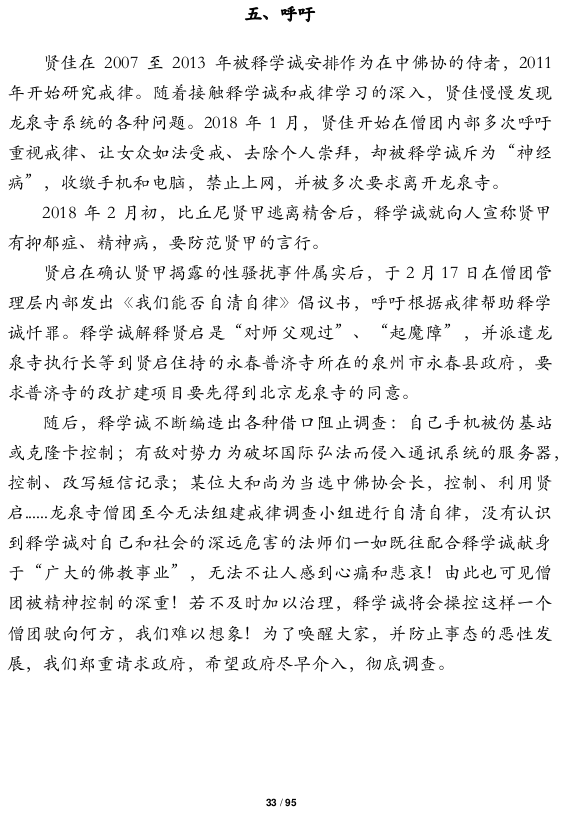 五、呼吁
贤佳在 2007 至 2013 年被释学诚安排作为在中佛协的侍者，2011
年开始研究戒律。随着接触释学诚和戒律学习的深入，贤佳慢慢发现
龙泉寺系统的各种问题。2018 年 1 月，贤佳开始在僧团内部多次呼吁
重视戒律、让女众如法受戒、去除个人崇拜，却被释学诚斥为“神经
病”，收缴手机和电脑，禁止上网，并被多次要求离开龙泉寺。
2018 年 2 月初，比丘尼贤甲逃离精舍后，释学诚就向人宣称贤甲
有抑郁症、精神病，要防范贤甲的言行。
贤启在确认贤甲揭露的性骚扰事件属实后，于 2 月 17 日在僧团管
理层内部发出《我们能否自清自律》倡议书，呼吁根据戒律帮助释学
诚忏罪。释学诚解释贤启是“对师父观过”、“起魔障”，并派遣龙
泉寺执行长等到贤启住持的永春普济寺所在的泉州市永春县政府，要
求普济寺的改扩建项目要先得到北京龙泉寺的同意。
随后，释学诚不断编造出各种借口阻止调查：自己手机被伪基站
或克隆卡控制；有敌对势力为破坏国际弘法而侵入通讯系统的服务器，
控制、改写短信记录；某位大和尚为当选中佛协会长，控制、利用贤
启......龙泉寺僧团至今无法组建戒律调查小组进行自清自律，没有认识
到释学诚对自己和社会的深远危害的法师们一如既往配合释学诚献身
于“广大的佛教事业”，无法不让人感到心痛和悲哀！由此也可见僧
团被精神控制的深重！若不及时加以治理，释学诚将会操控这样一个
僧团驶向何方，我们难以想象！为了唤醒大家，并防止事态的恶性发
展，我们郑重请求政府，希望政府尽早介入，彻底调查。
33 / 95